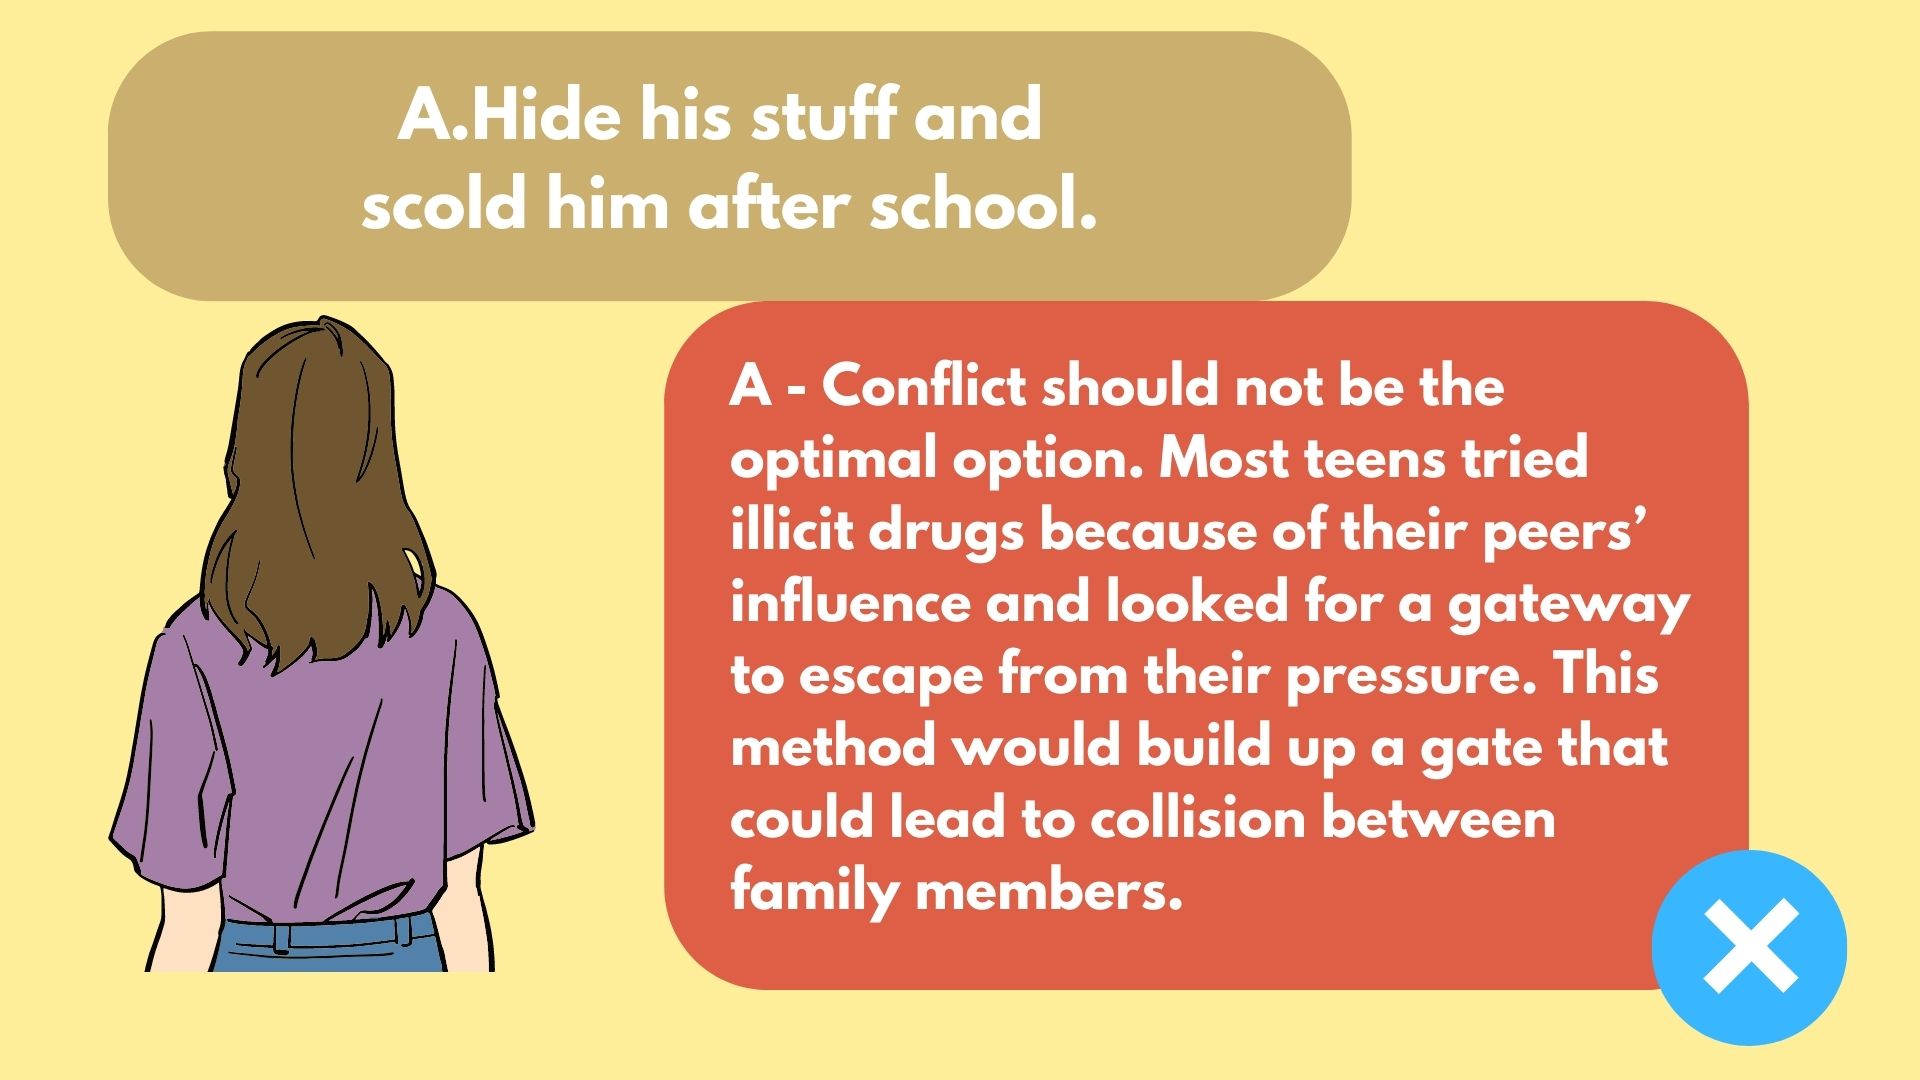 A.Hide his stuff and
scold him after school.
A - Conflict should not be the
optimal option. Most teens tried
illicit drugs because of their peers’
influence and looked for a gateway
to escape from their pressure. This
method would build up a gate that
could lead to collision between
family members.